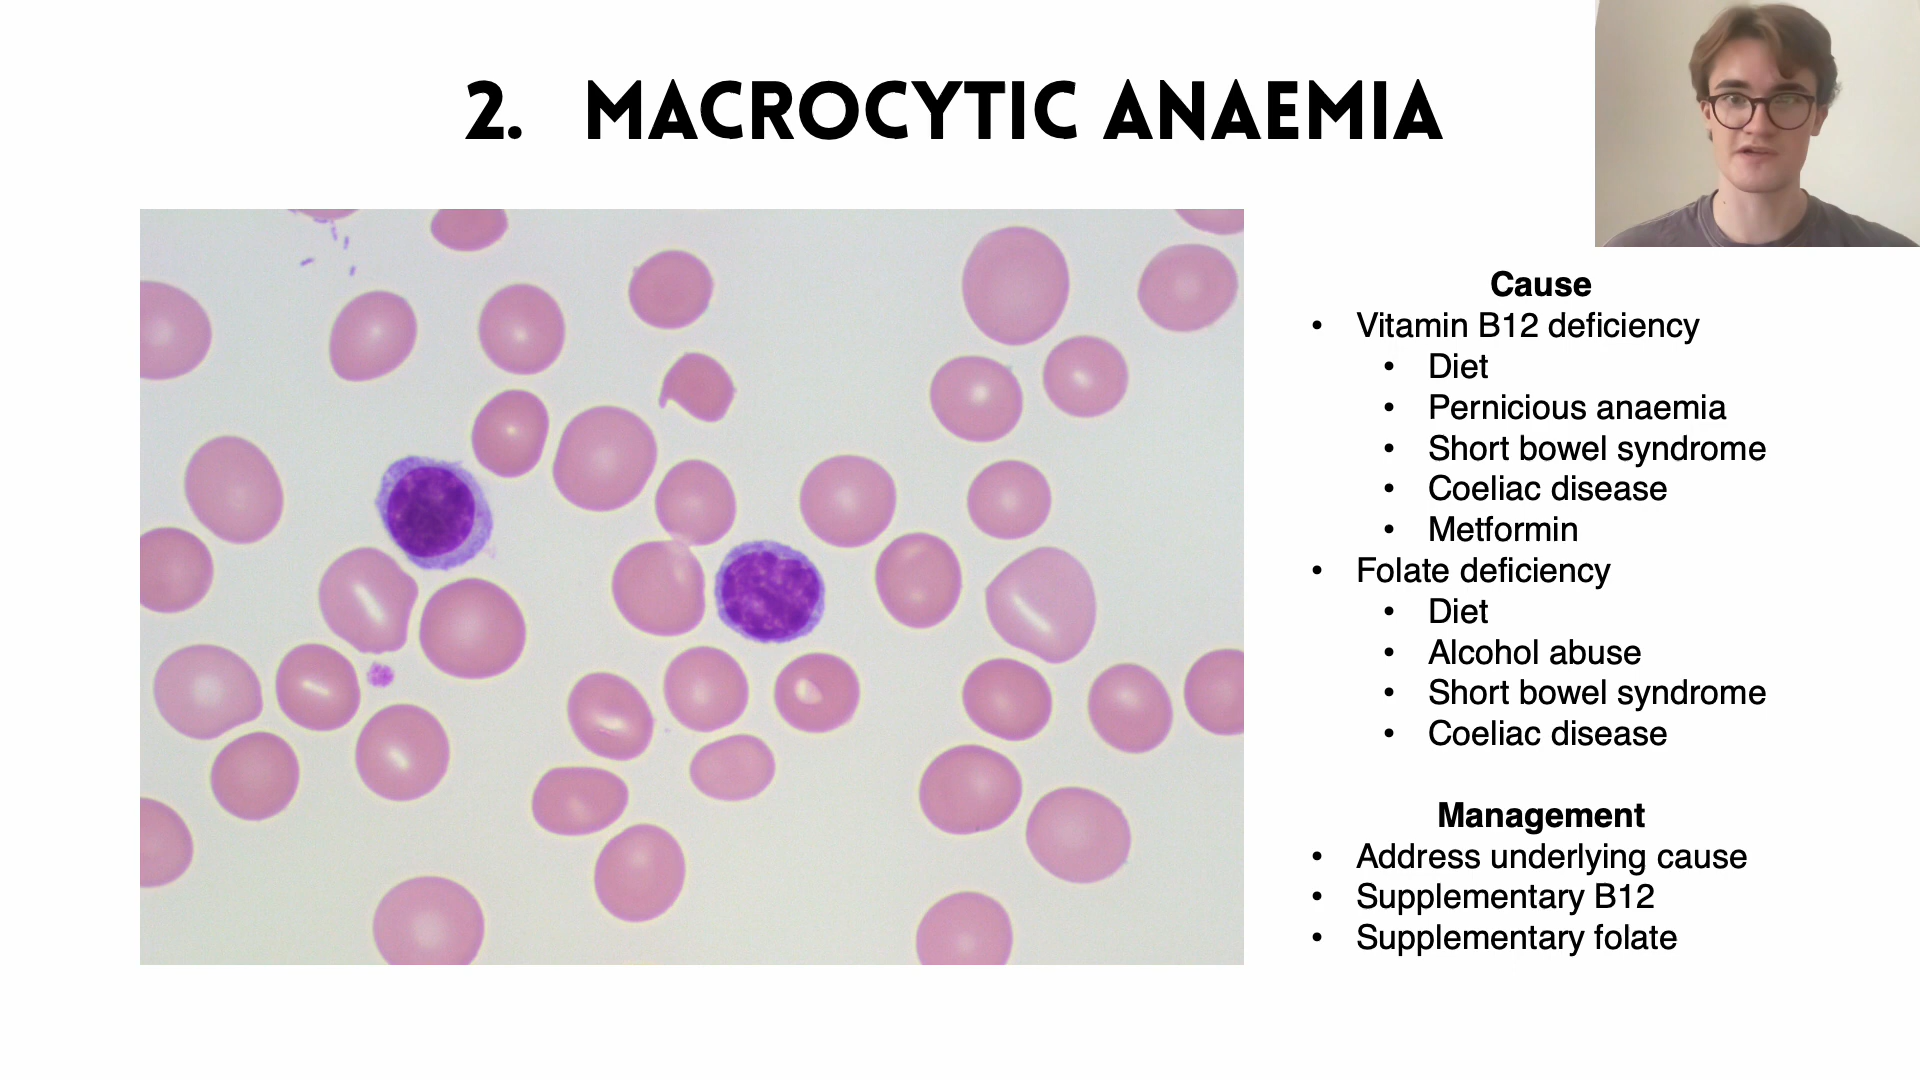 2. MACROCYTIC ANAEMIA
Cause
• Vitamin B12 deficiency
• Diet
• Pernicious anaemia
• Short bowel syndrome
• Coeliac disease
• Metformin
• Folate deficiency
• Diet
• Alcohol abuse
• Short bowel syndrome
• Coeliac disease
Management
• Address underlying cause
• Supplementary B12
• Supplementary folate